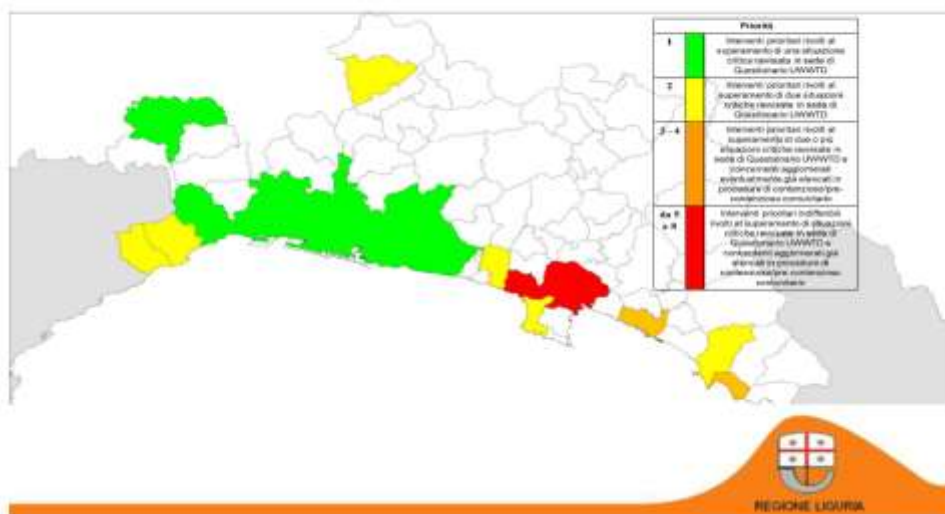 Priorità
1
Interventi prioritari rivolti al
superamento di una situazione
critica ravvisata in sede di
Questionario UWWTD
2
Interventi prioritari rivolti al
superamento di due situazioni
critiche ravvisate in sede di
Questionario UWWTD
3 - 4
Interventi prioritari rivolti al
superamento di due o più
situazioni critiche ravvisate in
sede di Questionario UWWTD e
concernenti agglomerati
eventualmente già elencati in
procedure di contenzioso/pre-
contenzioso comunitario
da 5
a 8
Interventi prioritari indifferibili
rivolti al superamento di situazioni
critiche ravvisate in sede di
Questionario UWWTD e
concernenti agglomerati già
elencati in procedure di
contenzioso/pre-contenzioso
comunitario
REGIONE LIGURIA